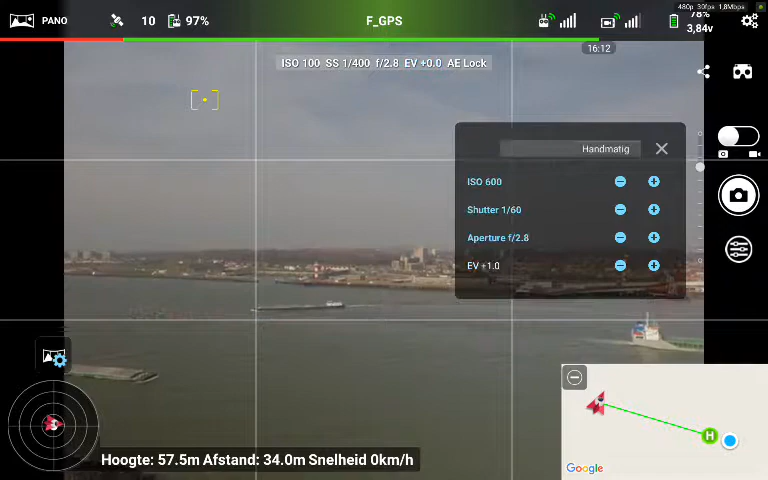 480p 30fps 1,8Mbps
PANO 10 97% F_GPS 78%
3,84v
16:12
ISO 100 SS 1/400 f/2.8 EV +0.0 AE Lock
Handmatig
ISO 600
Shutter 1/60
Aperture f/2.8
EV +1.0
H
Hoogte: 57.5m Afstand: 34.0m Snelheid 0km/h
Google